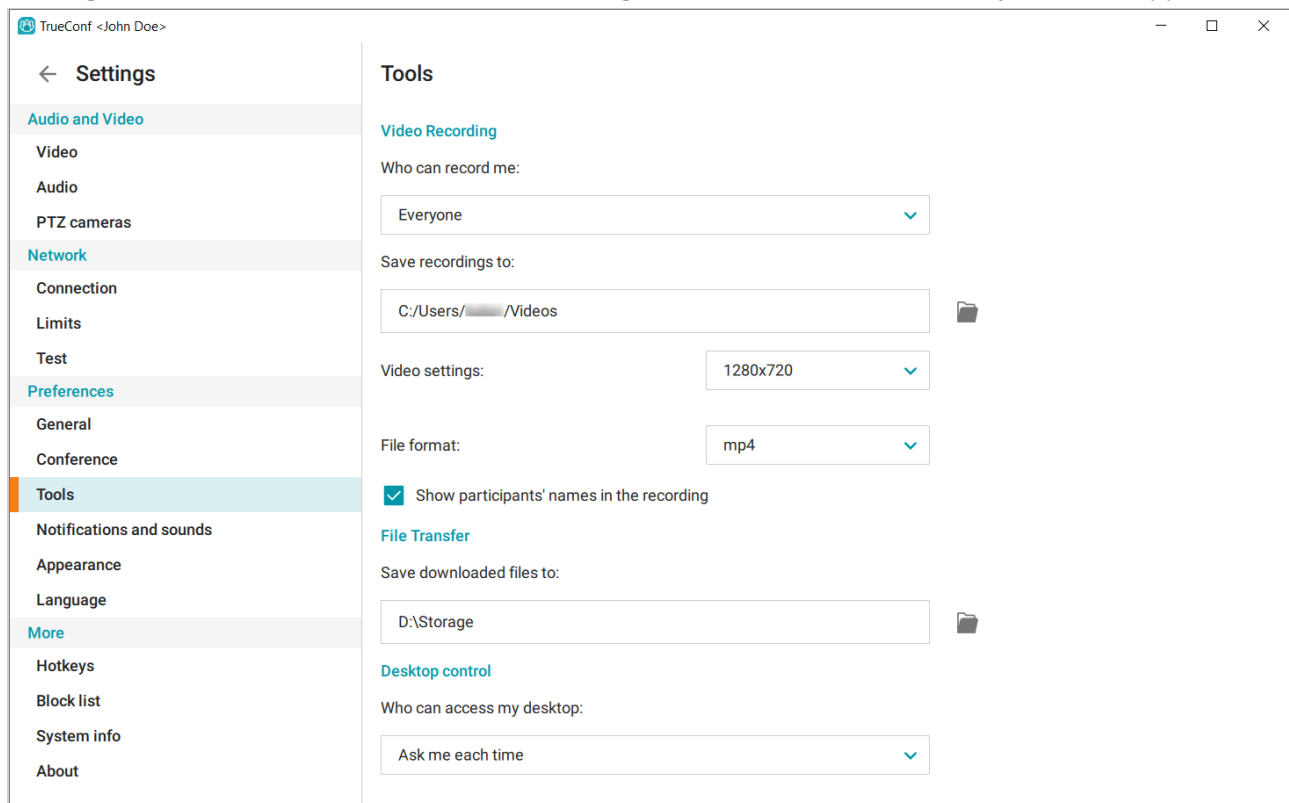 TrueConf <John Doe>
Settings
Audio and Video
Video
Audio
PTZ cameras
Network
Connection
Limits
Test
Preferences
General
Conference
Tools
Notifications and sounds
Appearance
Language
More
Hotkeys
Block list
System info
About
Tools
Video Recording
Who can record me:
Everyone
Save recordings to:
C:/Users/ /Videos
Video settings: 1280x720
File format: mp4
Show participants' names in the recording
File Transfer
Save downloaded files to:
D:\Storage
Desktop control
Who can access my desktop:
Ask me each time